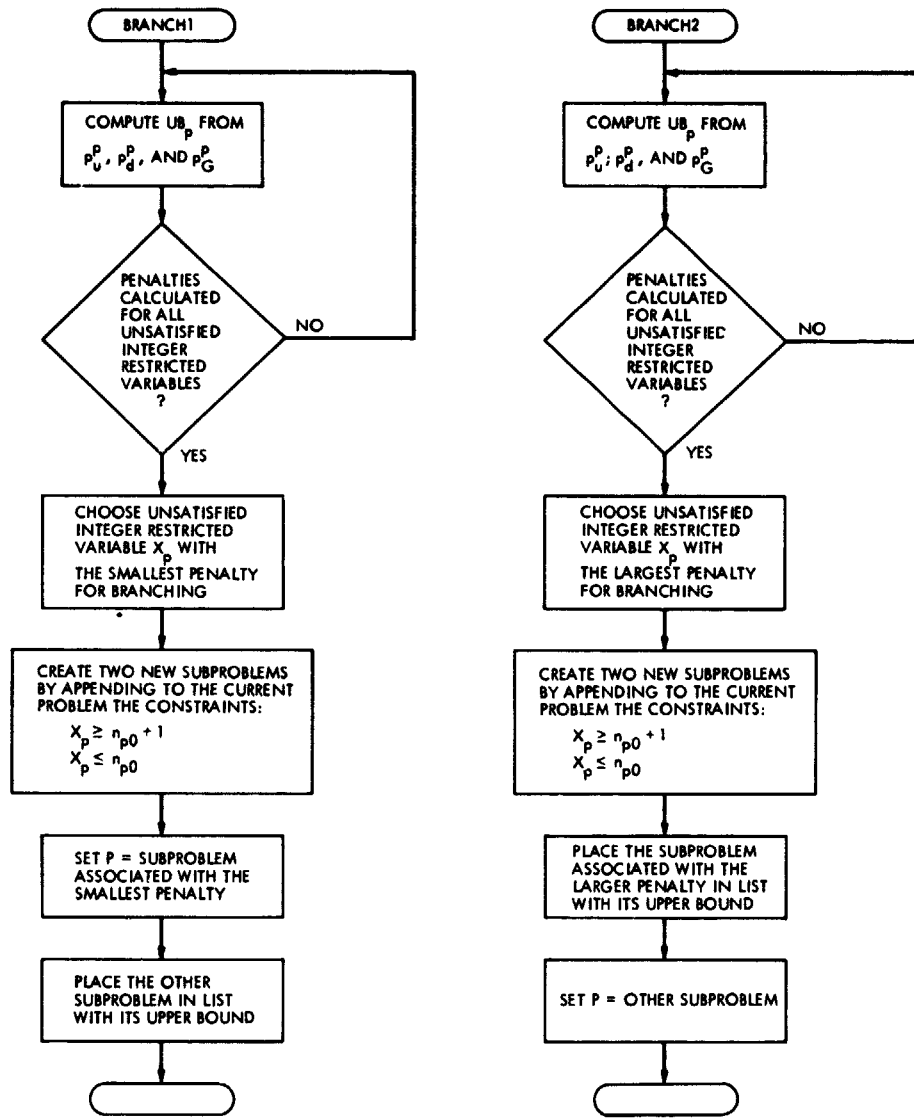 BRANCH1
COMPUTE UB_p FROM
p_u^p, p_d^p, AND p_G^p
PENALTIES
CALCULATED
FOR ALL
UNSATISFIED
INTEGER
RESTRICTED
VARIABLES
?
NO
YES
CHOOSE UNSATISFIED
INTEGER RESTRICTED
VARIABLE X_p WITH
THE SMALLEST PENALTY
FOR BRANCHING
CREATE TWO NEW SUBPROBLEMS
BY APPENDING TO THE CURRENT
PROBLEM THE CONSTRAINTS:
X_p ≥ n_p0 + 1
X_p ≤ n_p0
SET P = SUBPROBLEM
ASSOCIATED WITH THE
SMALLEST PENALTY
PLACE THE OTHER
SUBPROBLEM IN LIST
WITH ITS UPPER BOUND
BRANCH2
COMPUTE UB_p FROM
p_u^p; p_d^p, AND p_G^p
PENALTIES
CALCULATED
FOR ALL
UNSATISFIED
INTEGER
RESTRICTED
VARIABLES
?
NO
YES
CHOOSE UNSATISFIED
INTEGER RESTRICTED
VARIABLE X_p WITH
THE LARGEST PENALTY
FOR BRANCHING
CREATE TWO NEW SUBPROBLEMS
BY APPENDING TO THE CURRENT
PROBLEM THE CONSTRAINTS:
X_p ≥ n_p0 + 1
X_p ≤ n_p0
PLACE THE SUBPROBLEM
ASSOCIATED WITH THE
LARGER PENALTY IN LIST
WITH ITS UPPER BOUND
SET P = OTHER SUBPROBLEM